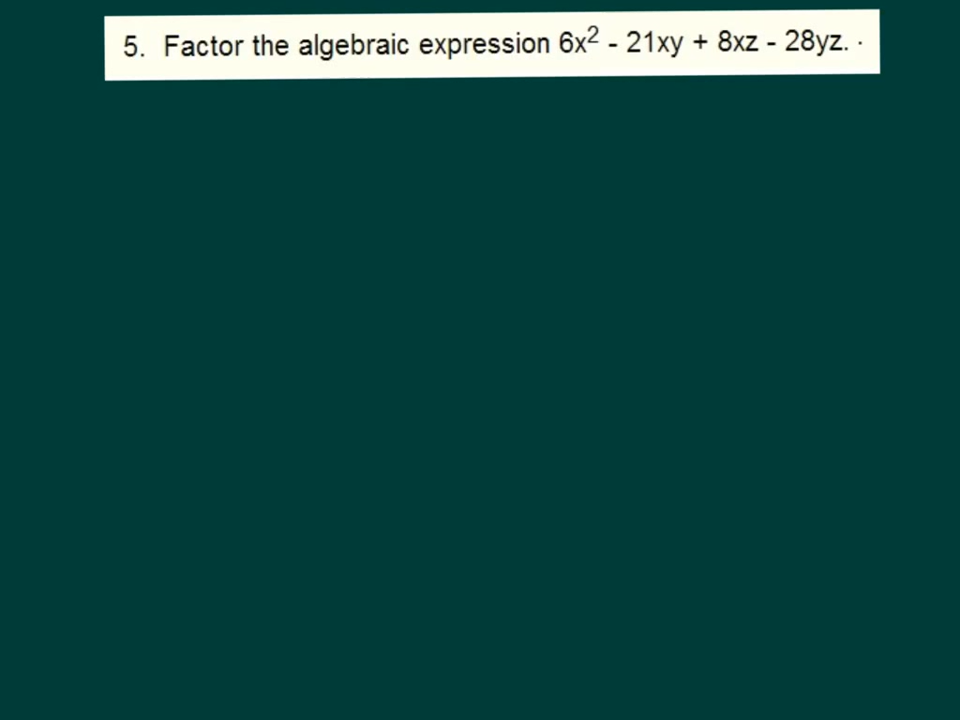 5. Factor the algebraic expression 6x² - 21xy + 8xz - 28yz. ·